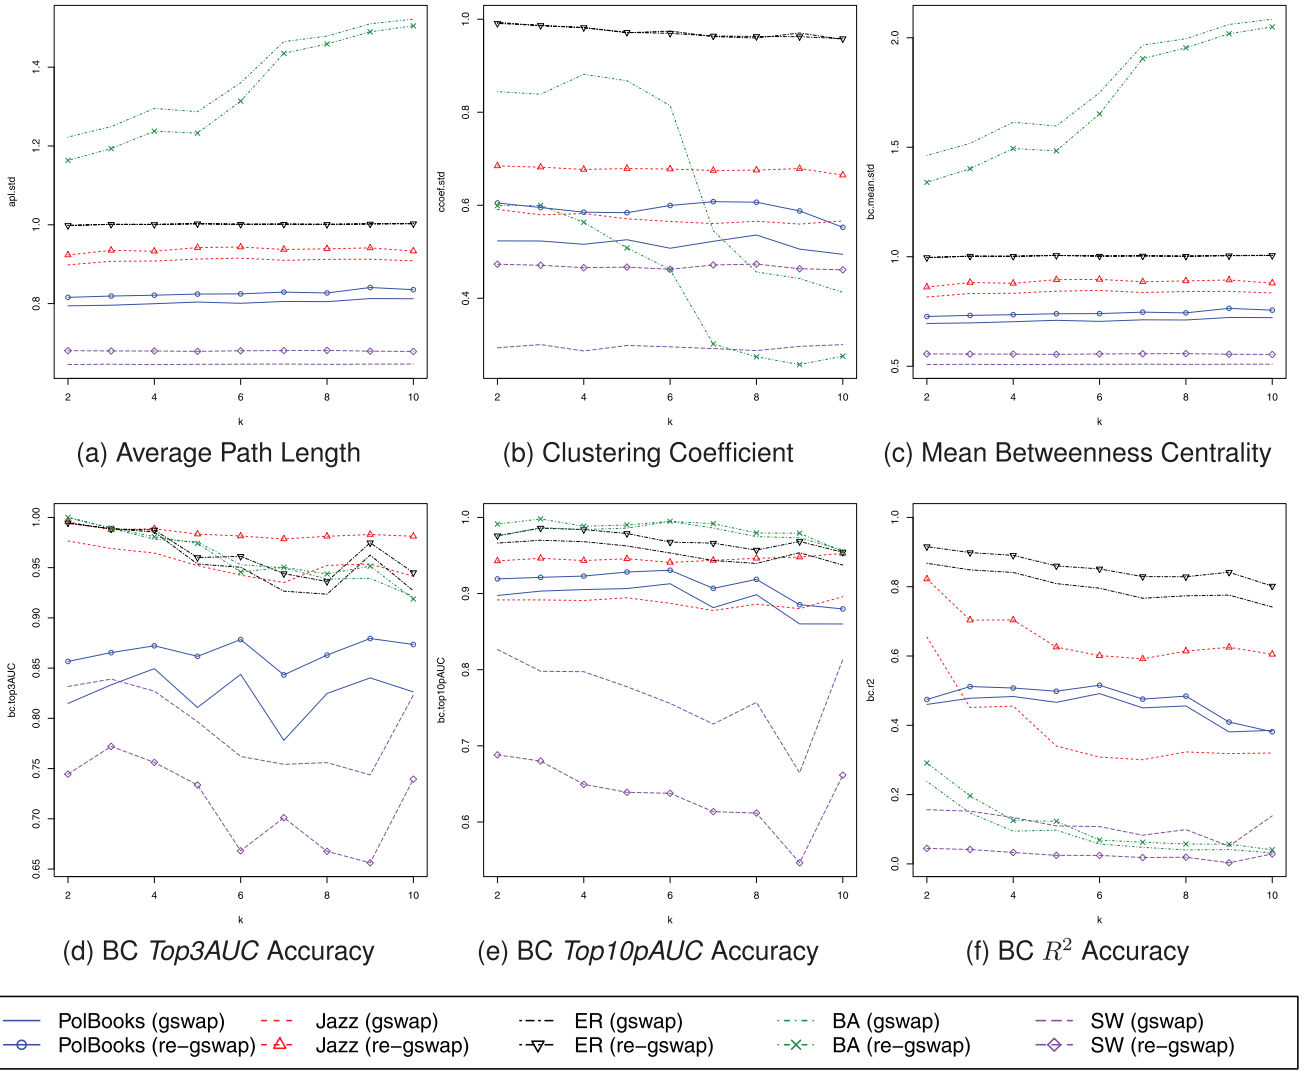 apl.std
1.0
1.2
1.4
0.8
2 4 6 8 10
k
(a) Average Path Length
ccoef.std
1.0
0.8
0.6
0.4
2 4 6 8 10
k
(b) Clustering Coefficient
bc.mean.std
2.0
1.5
1.0
0.5
2 4 6 8 10
k
(c) Mean Betweenness Centrality
bc.top3AUC
1.00
0.95
0.90
0.85
0.80
0.75
0.70
0.65
2 4 6 8 10
k
(d) BC Top3AUC Accuracy
bc.top10pAUC
1.0
0.9
0.8
0.7
0.6
2 4 6 8 10
k
(e) BC Top10pAUC Accuracy
bc.r2
1.0
0.8
0.6
0.4
0.2
0.0
2 4 6 8 10
k
(f) BC R² Accuracy
PolBooks (gswap) Jazz (gswap) ER (gswap) BA (gswap) SW (gswap)
PolBooks (re-gswap) Jazz (re-gswap) ER (re-gswap) BA (re-gswap) SW (re-gswap)